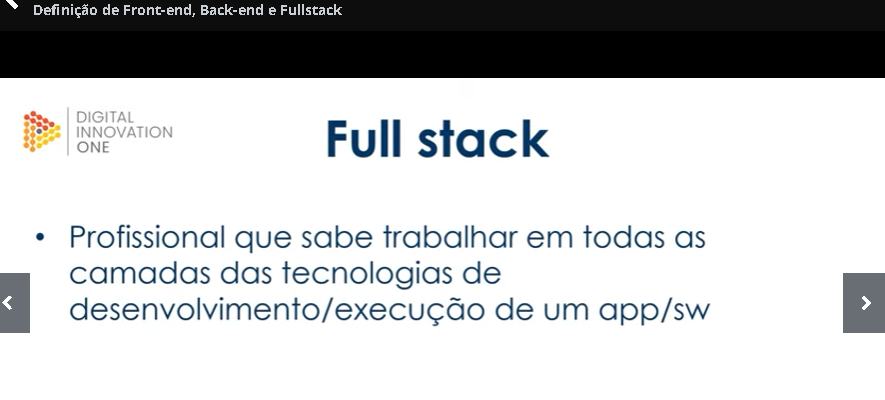 Definição de Front-end, Back-end e Fullstack
DIGITAL
INNOVATION
ONE
Full stack
• Profissional que sabe trabalhar em todas as
camadas das tecnologias de
desenvolvimento/execução de um app/sw